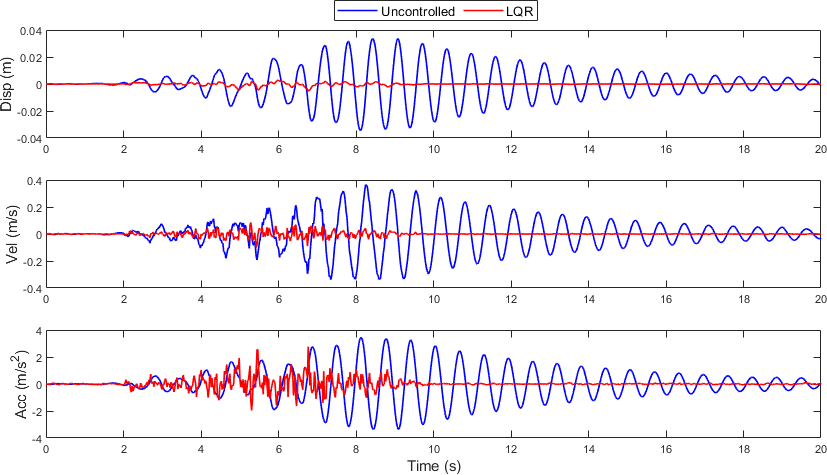 Uncontrolled LQR
0.04
0.02
0
-0.02
-0.04
Disp (m)
0 2 4 6 8 10 12 14 16 18 20
0.4
0.2
0
-0.2
-0.4
Vel (m/s)
0 2 4 6 8 10 12 14 16 18 20
4
2
0
-2
-4
Acc (m/s²)
0 2 4 6 8 10 12 14 16 18 20
Time (s)